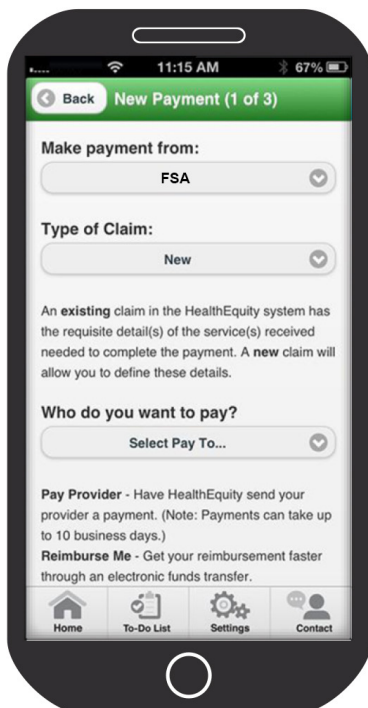 11:15 AM 67%
Back New Payment (1 of 3)
Make payment from:
FSA
Type of Claim:
New
An existing claim in the HealthEquity system has
the requisite detail(s) of the service(s) received
needed to complete the payment. A new claim will
allow you to define these details.
Who do you want to pay?
Select Pay To...
Pay Provider - Have HealthEquity send your
provider a payment. (Note: Payments can take up
to 10 business days.)
Reimburse Me - Get your reimbursement faster
through an electronic funds transfer.
Home To-Do List Settings Contact